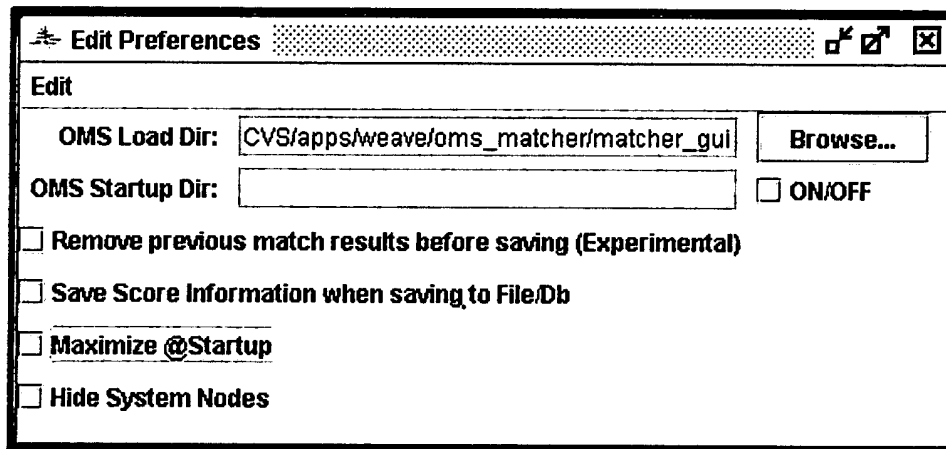 Edit Preferences
Edit
OMS Load Dir: CVS/apps/weave/oms_matcher/matcher_gui Browse...
OMS Startup Dir: ON/OFF
Remove previous match results before saving (Experimental)
Save Score Information when saving to File/Db
Maximize @Startup
Hide System Nodes